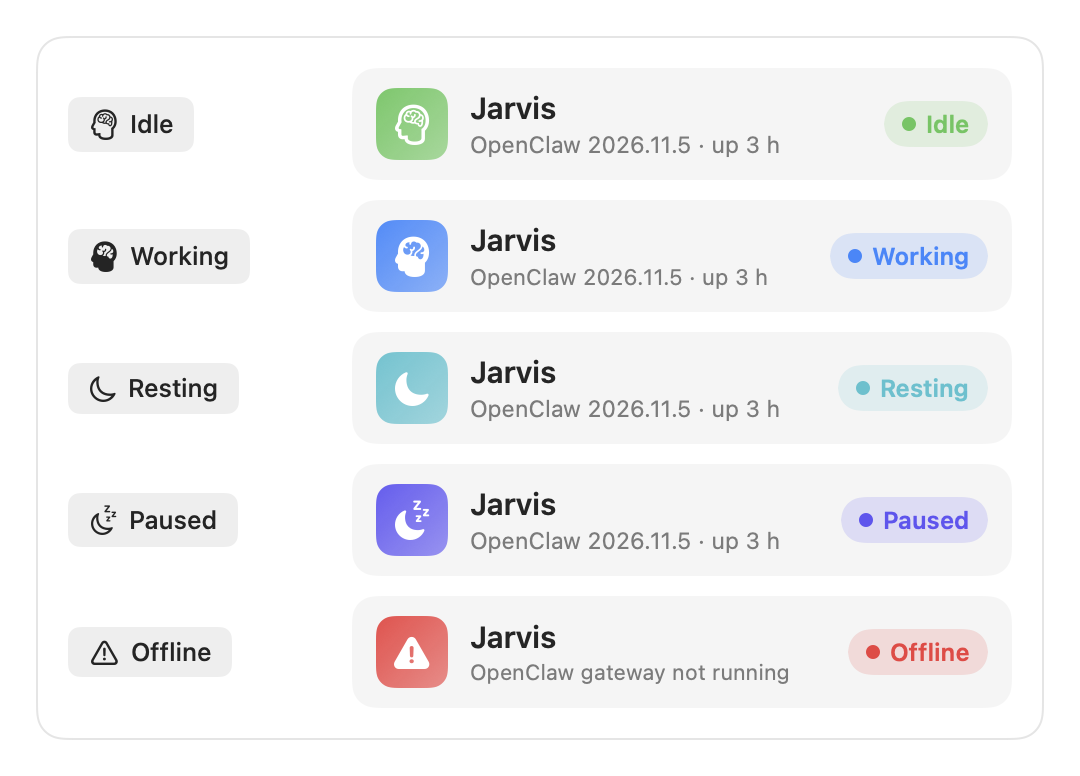 Idle
Jarvis
OpenClaw 2026.11.5 · up 3 h
Idle
Working
Jarvis
OpenClaw 2026.11.5 · up 3 h
Working
Resting
Jarvis
OpenClaw 2026.11.5 · up 3 h
Resting
Paused
Jarvis
OpenClaw 2026.11.5 · up 3 h
Paused
Offline
Jarvis
OpenClaw gateway not running
Offline